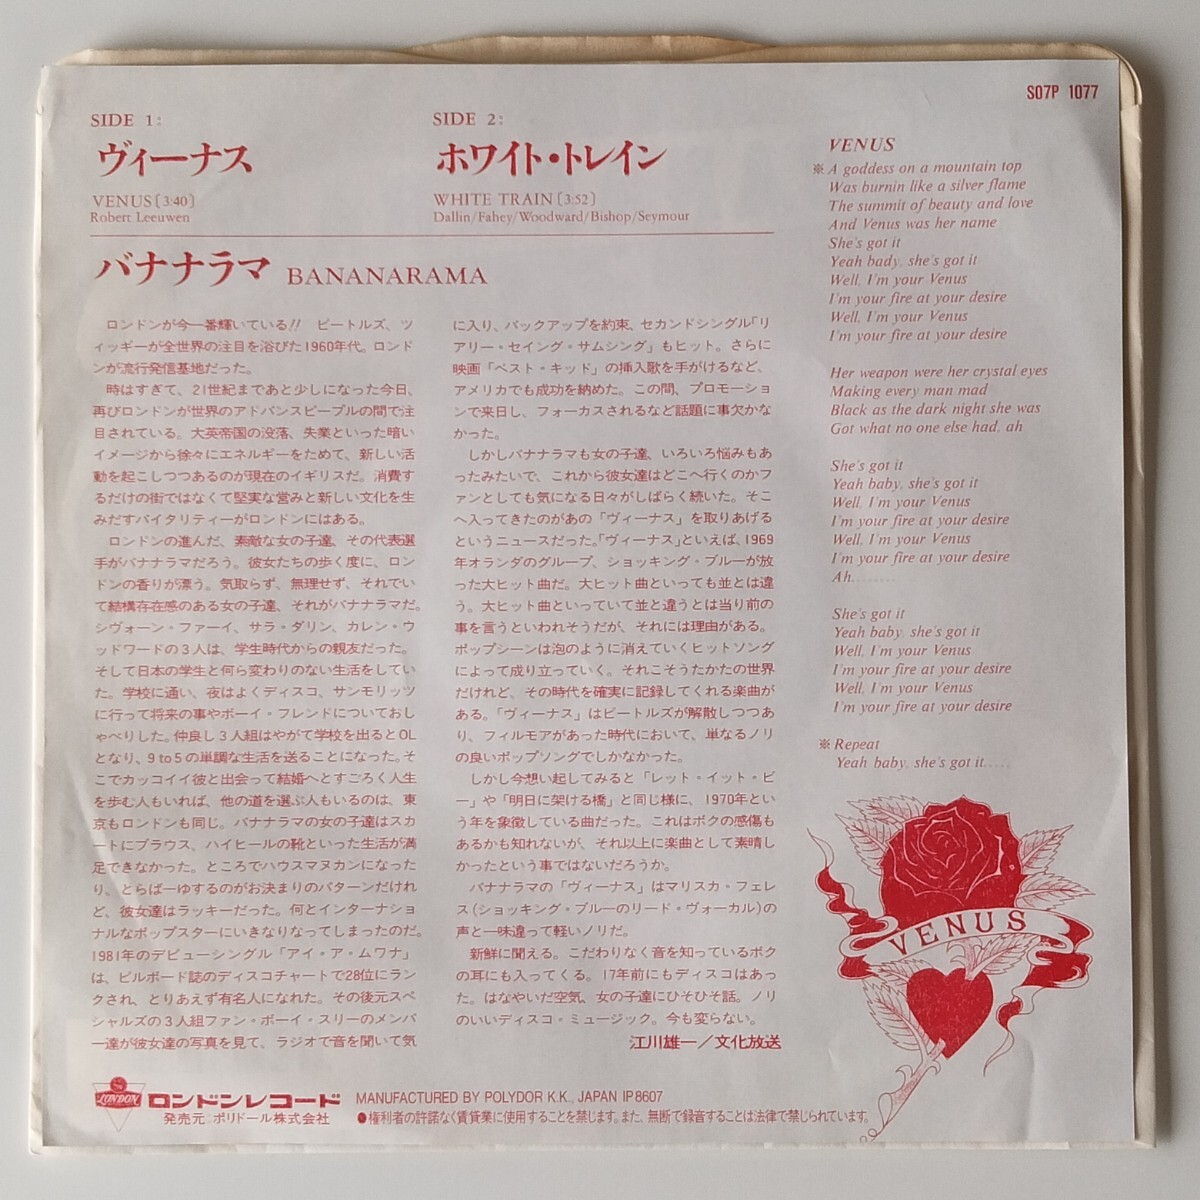 S07P 1077
SIDE 1:
ヴィーナス
VENUS〔3:40〕
Robert Leeuwen
SIDE 2:
ホワイト・トレイン
WHITE TRAIN〔3:52〕
Dallin/Fahey/Woodward/Bishop/Seymour
バナナラマ BANANARAMA
ロンドンが今一番輝いている!! ビートルズ、ツ
ィッギーが全世界の注目を浴びた1960年代。ロンド
ンが流行発信基地だった。
時はすぎて、21世紀まであと少しになった今日、
再びロンドンが世界のアドバンスピープルの間で注
目されている。大英帝国の没落、失業といった暗い
イメージから徐々にエネルギーをためて、新しい活
動を起こしつつあるのが現在のイギリスだ。消費す
るだけの街ではなくて堅実な営みと新しい文化を生
みだすバイタリティーがロンドンにはある。
ロンドンの進んだ、素敵な女の子達、その代表選
手がバナナラマだろう。彼女たちの歩く度に、ロン
ドンの香りが漂う。気取らず、無理せず、それでい
て結構存在感のある女の子達、それがバナナラマだ。
シヴォーン・ファーイ、サラ・ダリン、カレン・ウ
ッドワードの3人は、学生時代からの親友だった。
そして日本の学生と何ら変わりのない生活をしてい
た。学校に通い、夜はよくディスコ、サンモリッツ
に行って将来の事やボーイ・フレンドについておし
ゃべりした。仲良し3人組はやがて学校を出るとOL
となり、9 to 5の単調な生活を送ることになった。そ
こでカッコイイ彼と出会って結婚へとすごろく人生
を歩む人もいれば、他の道を選ぶ人もいるのは、東
京もロンドンも同じ。バナナラマの女の子達はスカ
ートにブラウス、ハイヒールの靴といった生活が満
足できなかった。ところでハウスマヌカンになった
り、とらばーゆするのがお決まりのパターンだけれ
ど、彼女達はラッキーだった。何とインターナショ
ナルなポップスターにいきなりなってしまったのだ。
1981年のデビューシングル「アイ・ア・ムワナ」
は、ビルボード誌のディスコチャートで28位にラン
クされ、とりあえず有名人になれた。その後元スペ
シャルズの3人組ファン・ボーイ・スリーのメンバ
ー達が彼女達の写真を見て、ラジオで音を聞いて気
に入り、バックアップを約束、セカンドシングル「リ
アリー・セイング・サムシング」もヒット。さらに
映画「ベスト・キッド」の挿入歌を手がけるなど、
アメリカでも成功を納めた。この間、プロモーショ
ンで来日し、フォーカスされるなど話題に事欠かな
かった。
しかしバナナラマも女の子達、いろいろ悩みもあ
ったみたいで、これから彼女達はどこへ行くのかフ
ァンとしても気になる日々がしばらく続いた。そこ
へ入ってきたのがあの「ヴィーナス」を取りあげる
というニュースだった。「ヴィーナス」といえば、1969
年オランダのグループ、ショッキング・ブルーが放
った大ヒット曲だ。大ヒット曲といっても並とは違
う。大ヒット曲といっていて並と違うとは当り前の
事を言うといわれそうだが、それには理由がある。
ポップシーンは泡のように消えていくヒットソング
によって成り立っていく。それこそうたかたの世界
だけれど、その時代を確実に記録してくれる楽曲が
ある。「ヴィーナス」はビートルズが解散しつつあ
り、フィルモアがあった時代において、単なるノリ
の良いポップソングでしかなかった。
しかし今想い起してみると「レット・イット・ビ
ー」や「明日に架ける橋」と同じ様に、1970年とい
う年を象徴している曲だった。これはボクの感傷も
あるかも知れないが、それ以上に楽曲として素晴し
かったという事ではないだろうか。
バナナラマの「ヴィーナス」はマリスカ・フェレ
ス(ショッキング・ブルーのリード・ヴォーカル)の
声と一味違って軽いノリだ。
新鮮に聞える。こだわりなく音を知っているボク
の耳にも入ってくる。17年前にもディスコはあっ
た。はなやいだ空気、女の子達にひそひそ話。ノリ
のいいディスコ・ミュージック。今も変らない。
江川雄一／文化放送
VENUS
※ A goddess on a mountain top
Was burnin like a silver flame
The summit of beauty and love
And Venus was her name
She's got it
Yeah bady, she's got it
Well, I'm your Venus
I'm your fire at your desire
Well, I'm your Venus
I'm your fire at your desire
Her weapon were her crystal eyes
Making every man mad
Black as the dark night she was
Got what no one else had, ah
She's got it
Yeah baby, she's got it
Well, I'm your Venus
I'm your fire at your desire
Well, I'm your Venus
I'm your fire at your desire
Ah........
She's got it
Yeah baby, she's got it
Well, I'm your Venus
I'm your fire at your desire
Well, I'm your Venus
I'm your fire at your desire
※ Repeat
Yeah baby, she's got it.....
VENUS
LONDON
ロンドンレコード
発売元：ポリドール株式会社
MANUFACTURED BY POLYDOR K.K., JAPAN IP8607
●権利者の許諾なく賃貸業に使用することを禁じます。また、無断で録音することは法律で禁じられています。